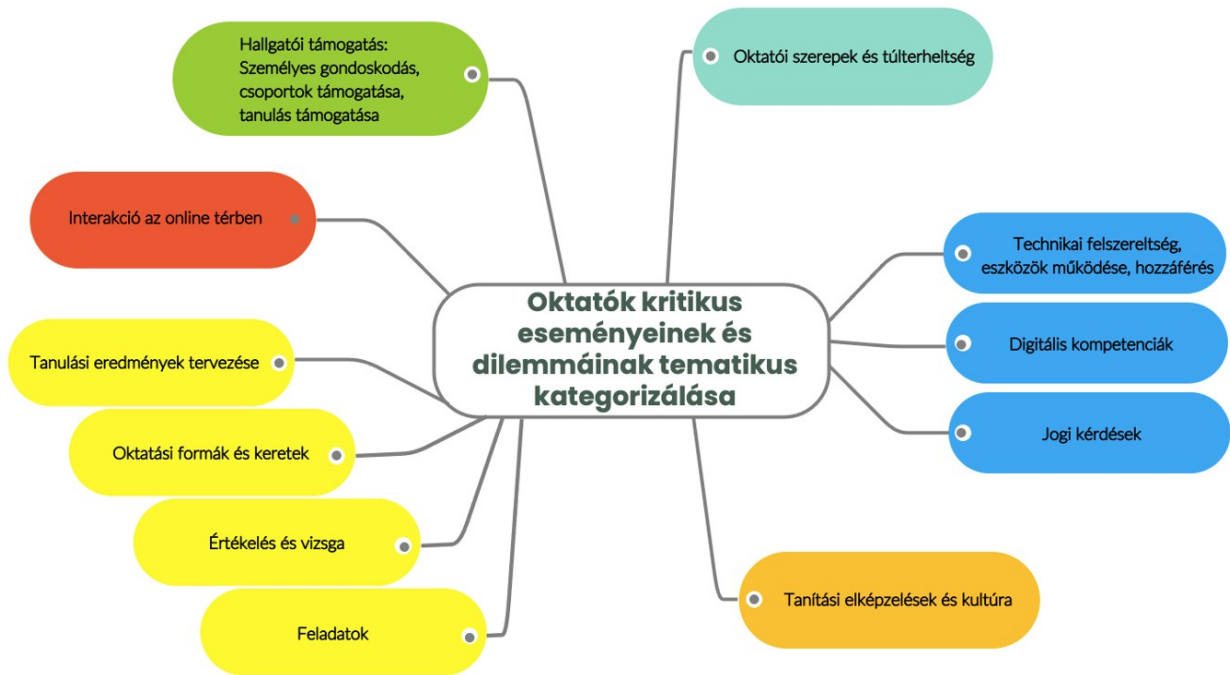 Hallgatói támogatás:
Személyes gondoskodás,
csoportok támogatása,
tanulás támogatása
Oktatói szerepek és túlterheltség
Interakció az online térben
Technikai felszereltség,
eszközök működése, hozzáférés
Oktatók kritikus
eseményeinek és
dilemmáinak tematikus
kategorizálása
Tanulási eredmények tervezése
Digitális kompetenciák
Oktatási formák és keretek
Jogi kérdések
Értékelés és vizsga
Tanítási elképzelések és kultúra
Feladatok